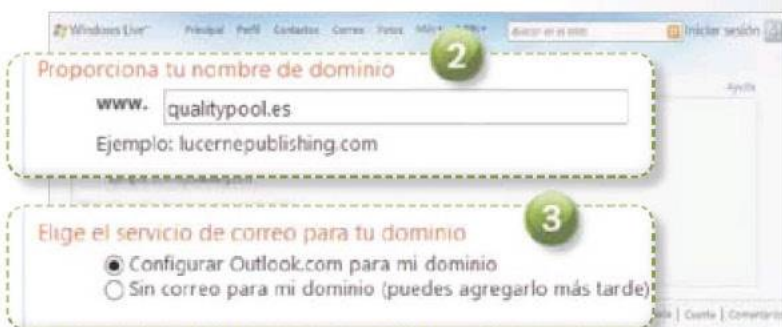 Windows Live™ Principal Perfil Contactos Correo Fotos
Iniciar sesión
2
Proporciona tu nombre de dominio
www. qualitypool.es
Ejemplo: lucernepublishing.com
Ayuda
3
Elige el servicio de correo para tu dominio
Configurar Outlook.com para mi dominio
Sin correo para mi dominio (puedes agregarlo más tarde)
| Cuenta | Comentarios